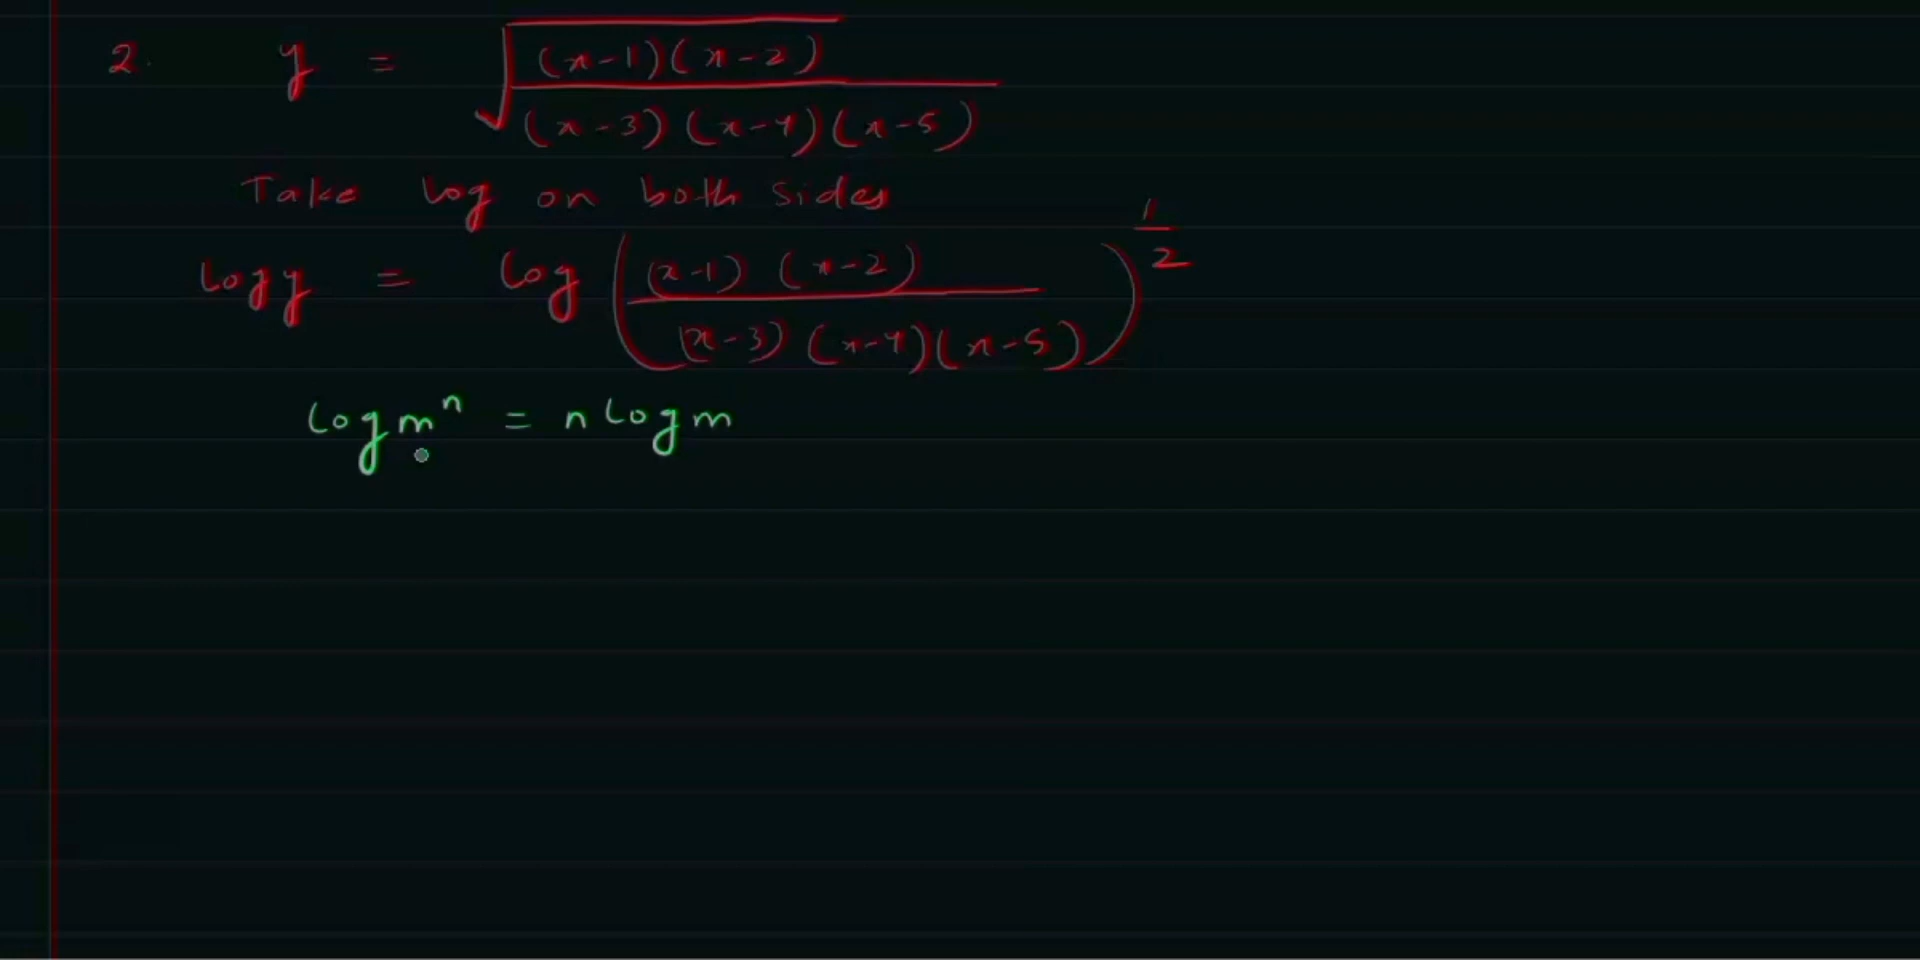 2. y = √((x-1)(x-2) / (x-3)(x-4)(x-5))
Take log on both sides
log y = log ((x-1)(x-2) / (x-3)(x-4)(x-5))^(1/2)
log m^n = n log m